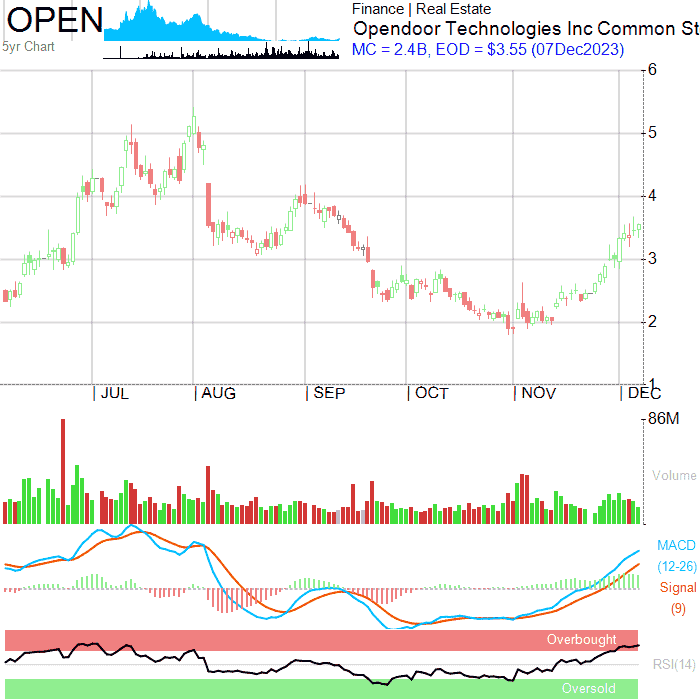 OPEN
5yr Chart
Finance | Real Estate
Opendoor Technologies Inc Common St
MC = 2.4B, EOD = $3.55 (07Dec2023)
6
5
4
3
2
1
JUL AUG SEP OCT NOV DEC
86M
Volume
MACD
(12-26)
Signal
(9)
Overbought
RSI(14)
Oversold